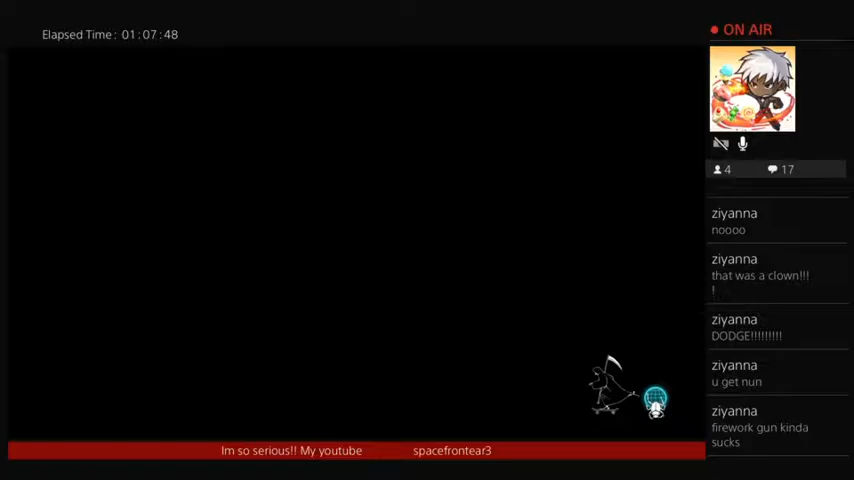 Elapsed Time: 01:07:48
ON AIR
4 17
ziyanna
noooo
ziyanna
that was a clown!!!
!
ziyanna
DODGE!!!!!!!!!
ziyanna
u get nun
ziyanna
firework gun kinda
sucks
Im so serious!! My youtube spacefrontear3